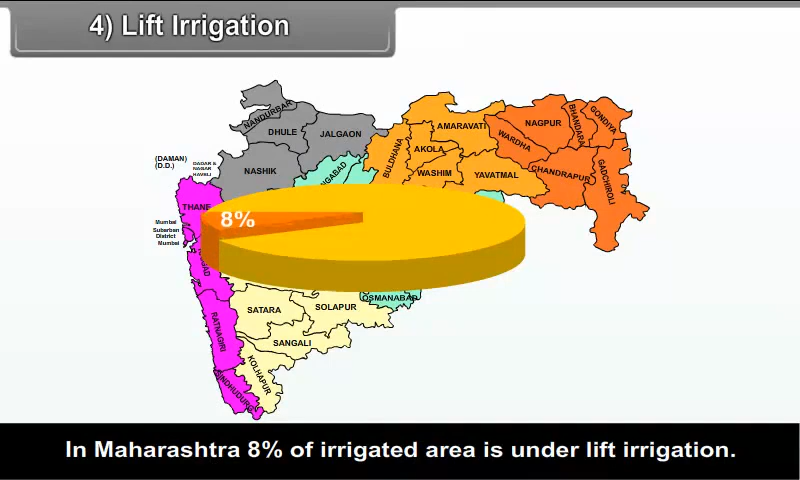 4) Lift Irrigation
NANDURBAR
DHULE
JALGAON
NASHIK
(DAMAN)
(D.D.)
DADAR &
NAGAR
HAVELI
THANE
Mumbai
Suburban
District
Mumbai
BULDHANA
AKOLA
AMARAVATI
WASHIM
YAVATMAL
WARDHA
NAGPUR
BHANDARA
GONDIYA
CHANDRAPUR
GADCHIROLI
8%
OSMANABAD
SATARA
SOLAPUR
SANGALI
RATNAGIRI
KOLHAPUR
SINDHUDURG
In Maharashtra 8% of irrigated area is under lift irrigation.